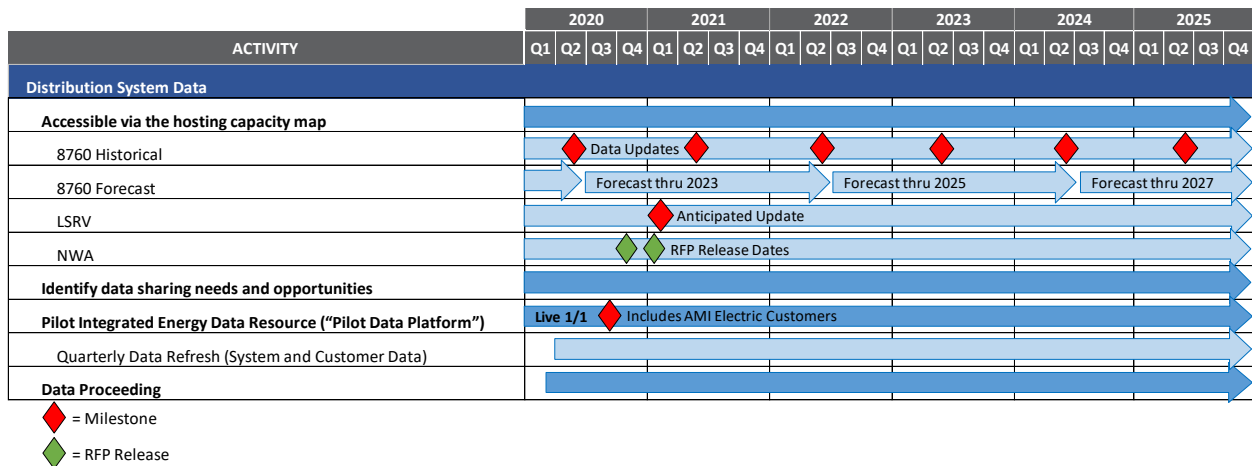 2020 2021 2022 2023 2024 2025
ACTIVITY Q1 Q2 Q3 Q4 Q1 Q2 Q3 Q4 Q1 Q2 Q3 Q4 Q1 Q2 Q3 Q4 Q1 Q2 Q3 Q4 Q1 Q2 Q3 Q4
Distribution System Data
Accessible via the hosting capacity map
8760 Historical Data Updates
8760 Forecast Forecast thru 2023 Forecast thru 2025 Forecast thru 2027
LSRV Anticipated Update
NWA RFP Release Dates
Identify data sharing needs and opportunities
Pilot Integrated Energy Data Resource (“Pilot Data Platform”) Live 1/1 Includes AMI Electric Customers
Quarterly Data Refresh (System and Customer Data)
Data Proceeding
= Milestone
= RFP Release